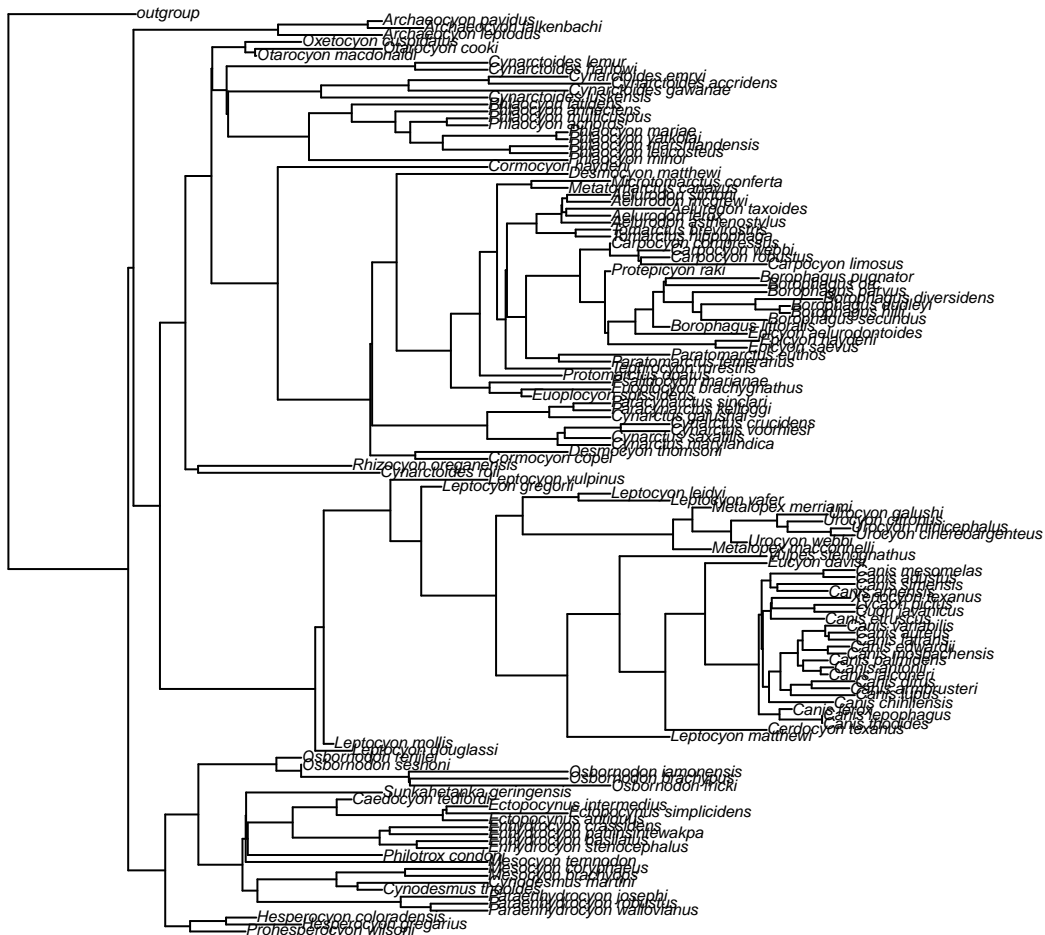 outgroup
Archaeocyon pavidus
Archaeocyon falkenbachi
Archaeocyon leptodus
Oxetocyon cuspidatus
Otarocyon cooki
Otarocyon macdonaldi
Cynarctoides lemur
Cynarctoides harlowi
Cynarctoides emryi
Cynarctoides accridens
Cynarctoides gawanae
Cynarctoides luskensis
Phlaocyon latidens
Phlaocyon annectens
Phlaocyon multicuspus
Phlaocyon achoros
Phlaocyon mariae
Phlaocyon yatkolai
Phlaocyon marslandensis
Phlaocyon leucosteus
Phlaocyon minor
Cormocyon haydeni
Desmocyon matthewi
Microtomarctus conferta
Metatomarctus canavus
Aelurodon stirtoni
Aelurodon mcgrewi
Aelurodon taxoides
Aelurodon ferox
Aelurodon asthenostylus
Tomarctus brevirostris
Tomarctus hippophaga
Carpocyon compressus
Carpocyon webbi
Carpocyon robustus
Carpocyon limosus
Protepicyon raki
Borophagus pugnator
Borophagus orc
Borophagus parvus
Borophagus diversidens
Borophagus dudleyi
Borophagus hilli
Borophagus secundus
Borophagus littoralis
Epicyon aelurodontoides
Epicyon haydeni
Epicyon saevus
Paratomarctus euthos
Paratomarctus temerarius
Tephrocyon rurestris
Protomarctus optatus
Psalidocyon marianae
Euoplocyon brachygnathus
Euoplocyon spissidens
Paracynarctus sinclari
Paracynarctus kelloggi
Cynarctus galushai
Cynarctus crucidens
Cynarctus voorhiesi
Cynarctus saxatilis
Cynarctus marylandica
Desmocyon thomsoni
Cormocyon copei
Rhizocyon oreganensis
Cynarctoides roii
Leptocyon vulpinus
Leptocyon gregorii
Leptocyon leidyi
Leptocyon vafer
Metalopex merriami
Urocyon galushi
Urocyon citronus
Urocyon minicephalus
Urocyon cinereoargenteus
Urocyon webbi
Metalopex macconnelli
Vulpes stenognathus
Eucyon davisi
Canis mesomelas
Canis adustus
Canis simensis
Canis arnensis
Xenocyon texanus
Lycaon pictus
Cuon javanicus
Canis etruscus
Canis variabilis
Canis aureus
Canis latrans
Canis edwardii
Canis mosbachensis
Canis palmidens
Canis antonii
Canis falconeri
Canis dirus
Canis armbrusteri
Canis lupus
Canis chihliensis
Canis ferox
Canis lepophagus
Canis thooides
Cerdocyon texanus
Leptocyon matthewi
Leptocyon mollis
Leptocyon douglassi
Osbornodon renjiei
Osbornodon sesnoni
Osbornodon iamonensis
Osbornodon brachypus
Osbornodon fricki
Sunkahetanka geringensis
Caedocyon tedfordi
Ectopocynus intermedius
Ectopocynus simplicidens
Ectopocynus antiquus
Enhydrocyon crassidens
Enhydrocyon pahinsintewakpa
Enhydrocyon basilatus
Enhydrocyon stenocephalus
Philotrox condoni
Mesocyon temnodon
Mesocyon coryphaeus
Mesocyon brachyops
Cynodesmus martini
Cynodesmus thooides
Paraenhydrocyon josephi
Paraenhydrocyon robustus
Paraenhydrocyon wallovianus
Hesperocyon coloradensis
Hesperocyon gregarius
Prohesperocyon wilsoni